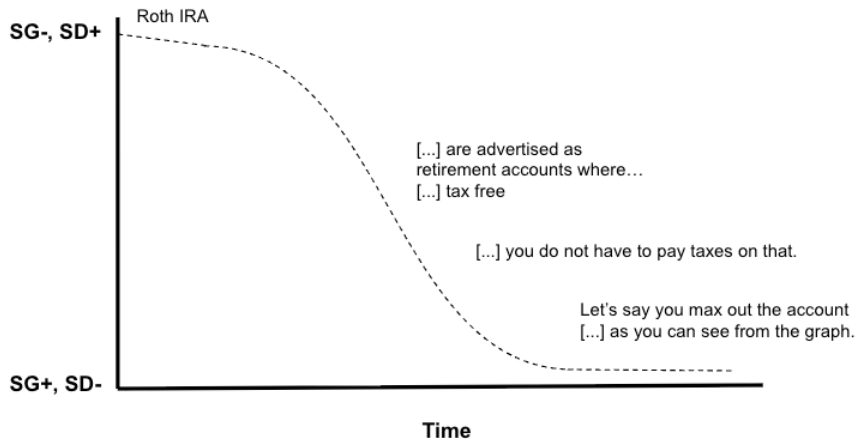 SG-, SD+
Roth IRA
[...] are advertised as
retirement accounts where…
[...] tax free
[...] you do not have to pay taxes on that.
Let’s say you max out the account
[...] as you can see from the graph.
SG+, SD-
Time